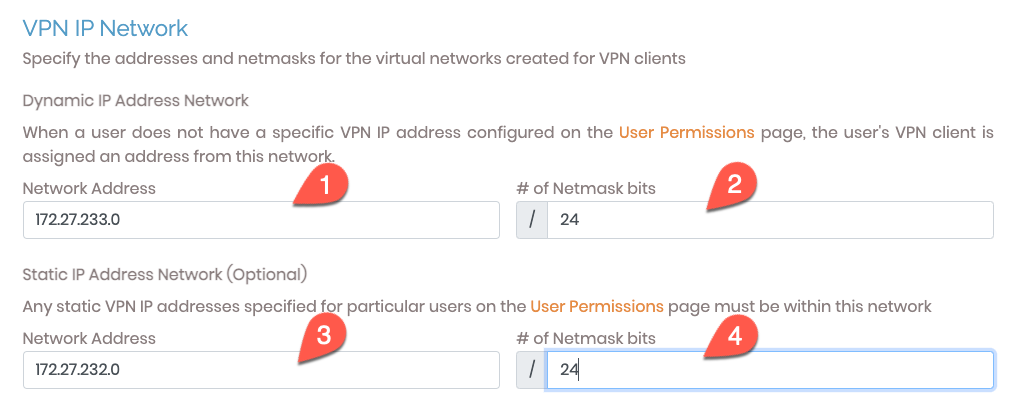 VPN IP Network
Specify the addresses and netmasks for the virtual networks created for VPN clients
Dynamic IP Address Network
When a user does not have a specific VPN IP address configured on the User Permissions page, the user's VPN client is
assigned an address from this network.
Network Address 1 # of Netmask bits 2
172.27.233.0 / 24
Static IP Address Network (Optional)
Any static VPN IP addresses specified for particular users on the User Permissions page must be within this network
Network Address 3 # of Netmask bits 4
172.27.232.0 / 24